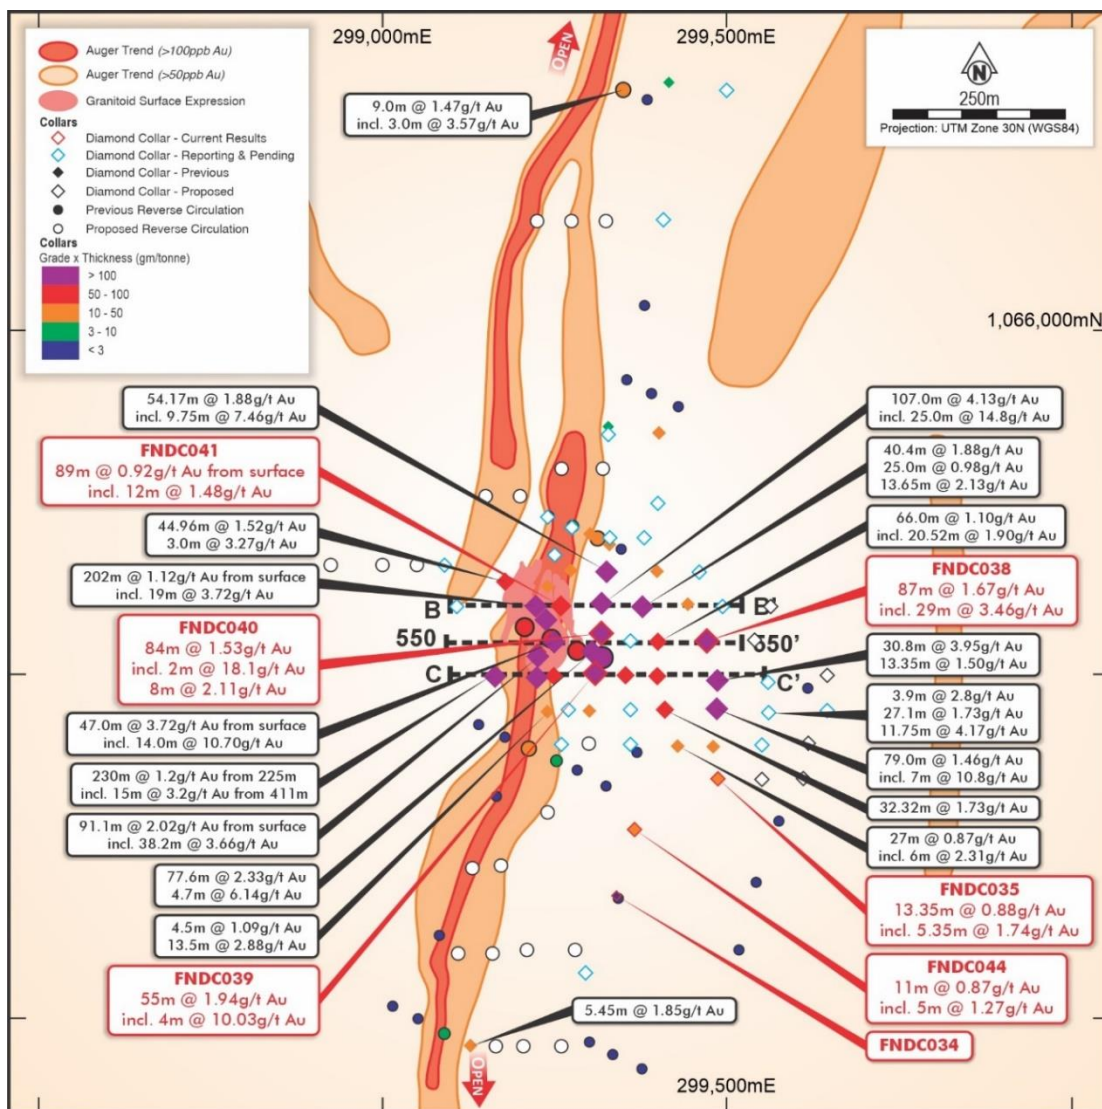 299,000mE
299,500mE
Auger Trend (>100ppb Au)
Auger Trend (>50ppb Au)
Granitoid Surface Expression
Collars
Diamond Collar - Current Results
Diamond Collar - Reporting & Pending
Diamond Collar - Previous
Diamond Collar - Proposed
Previous Reverse Circulation
Proposed Reverse Circulation
Collars
Grade x Thickness (gm/tonne)
> 100
50 - 100
10 - 50
3 - 10
< 3
OPEN
N
250m
Projection: UTM Zone 30N (WGS84)
9.0m @ 1.47g/t Au
incl. 3.0m @ 3.57g/t Au
1,066,000mN
54.17m @ 1.88g/t Au
incl. 9.75m @ 7.46g/t Au
FNDC041
89m @ 0.92g/t Au from surface
incl. 12m @ 1.48g/t Au
44.96m @ 1.52g/t Au
3.0m @ 3.27g/t Au
202m @ 1.12g/t Au from surface
incl. 19m @ 3.72g/t Au
FNDC040
84m @ 1.53g/t Au
incl. 2m @ 18.1g/t Au
8m @ 2.11g/t Au
47.0m @ 3.72g/t Au from surface
incl. 14.0m @ 10.70g/t Au
230m @ 1.2g/t Au from 225m
incl. 15m @ 3.2g/t Au from 411m
91.1m @ 2.02g/t Au from surface
incl. 38.2m @ 3.66g/t Au
77.6m @ 2.33g/t Au
4.7m @ 6.14g/t Au
4.5m @ 1.09g/t Au
13.5m @ 2.88g/t Au
FNDC039
55m @ 1.94g/t Au
incl. 4m @ 10.03g/t Au
B
B'
550
350'
C
C'
107.0m @ 4.13g/t Au
incl. 25.0m @ 14.8g/t
40.4m @ 1.88g/t Au
25.0m @ 0.98g/t Au
13.65m @ 2.13g/t Au
66.0m @ 1.10g/t Au
incl. 20.52m @ 1.90g/t Au
FNDC038
87m @ 1.67g/t Au
incl. 29m @ 3.46g/t Au
30.8m @ 3.95g/t Au
13.35m @ 1.50g/t Au
3.9m @ 2.8g/t Au
27.1m @ 1.73g/t Au
11.75m @ 4.17g/t Au
79.0m @ 1.46g/t Au
incl. 7m @ 10.8g/t Au
32.32m @ 1.73g/t Au
27m @ 0.87g/t Au
incl. 6m @ 2.31g/t Au
FNDC035
13.35m @ 0.88g/t Au
incl. 5.35m @ 1.74g/t Au
FNDC044
11m @ 0.87g/t Au
incl. 5m @ 1.27g/t Au
FNDC034
5.45m @ 1.85g/t Au
OPEN
299,500mE